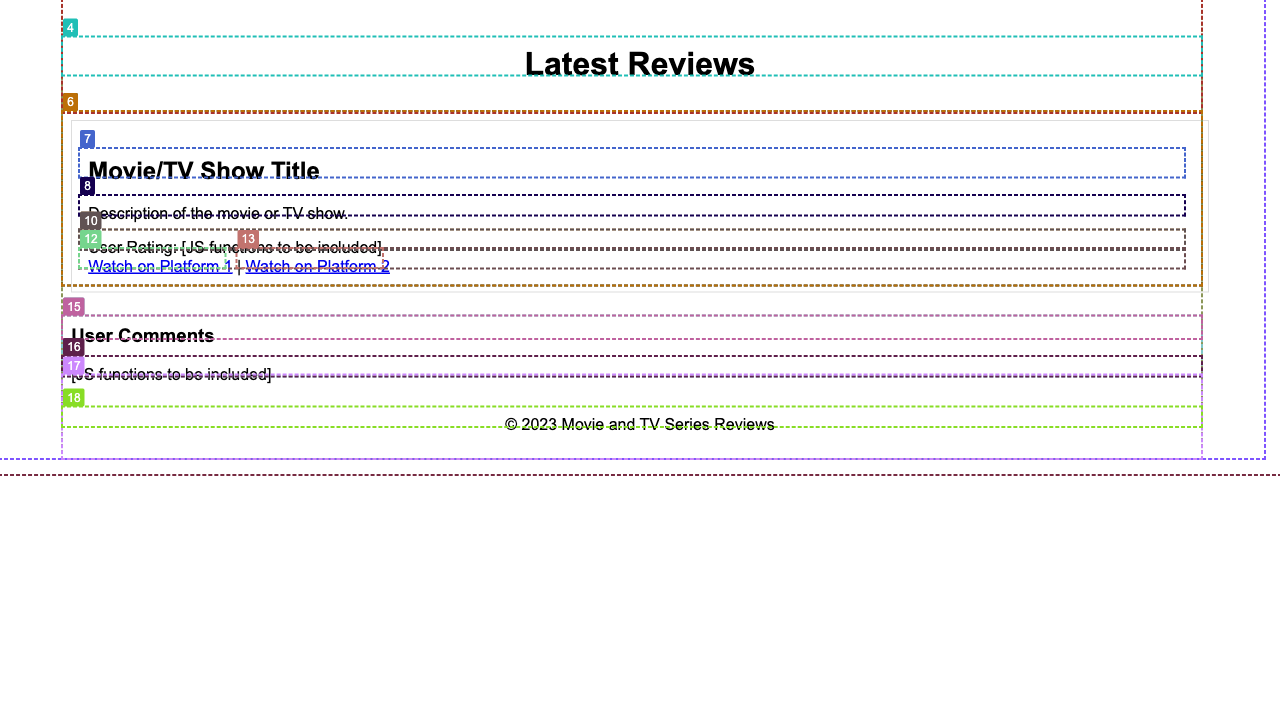 4
Latest Reviews
6
7
Movie/TV Show Title
8
Description of the movie or TV show.
10
12
13
User Rating: [JS functions to be included]
Watch on Platform 1 | Watch on Platform 2
15
User Comments
16
17
[JS functions to be included]
18
© 2023 Movie and TV Series Reviews